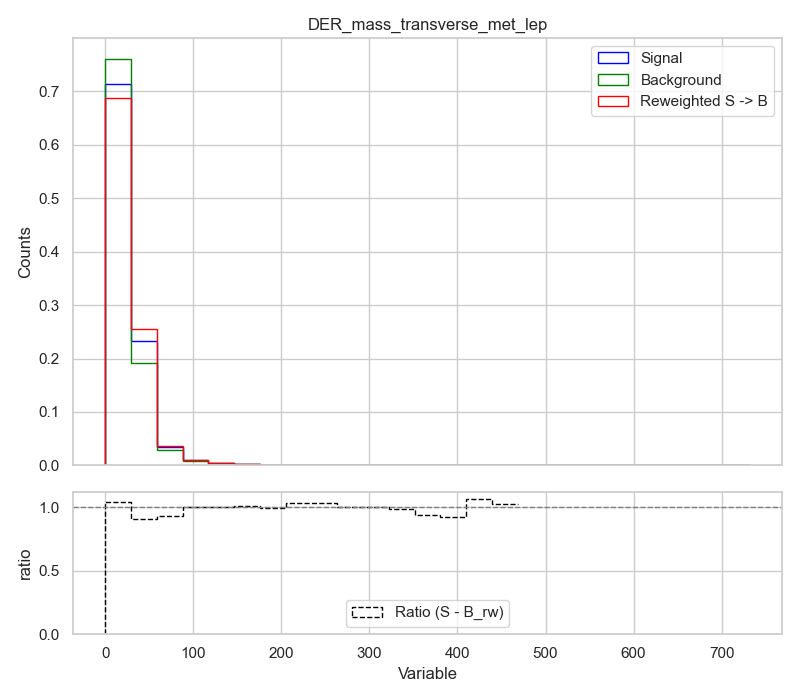 DER_mass_transverse_met_lep
Signal
Background
Reweighted S -> B
0.7
0.6
0.5
0.4
0.3
0.2
0.1
0.0
Counts
1.0
0.5
0.0
ratio
Ratio (S - B_rw)
0 100 200 300 400 500 600 700
Variable